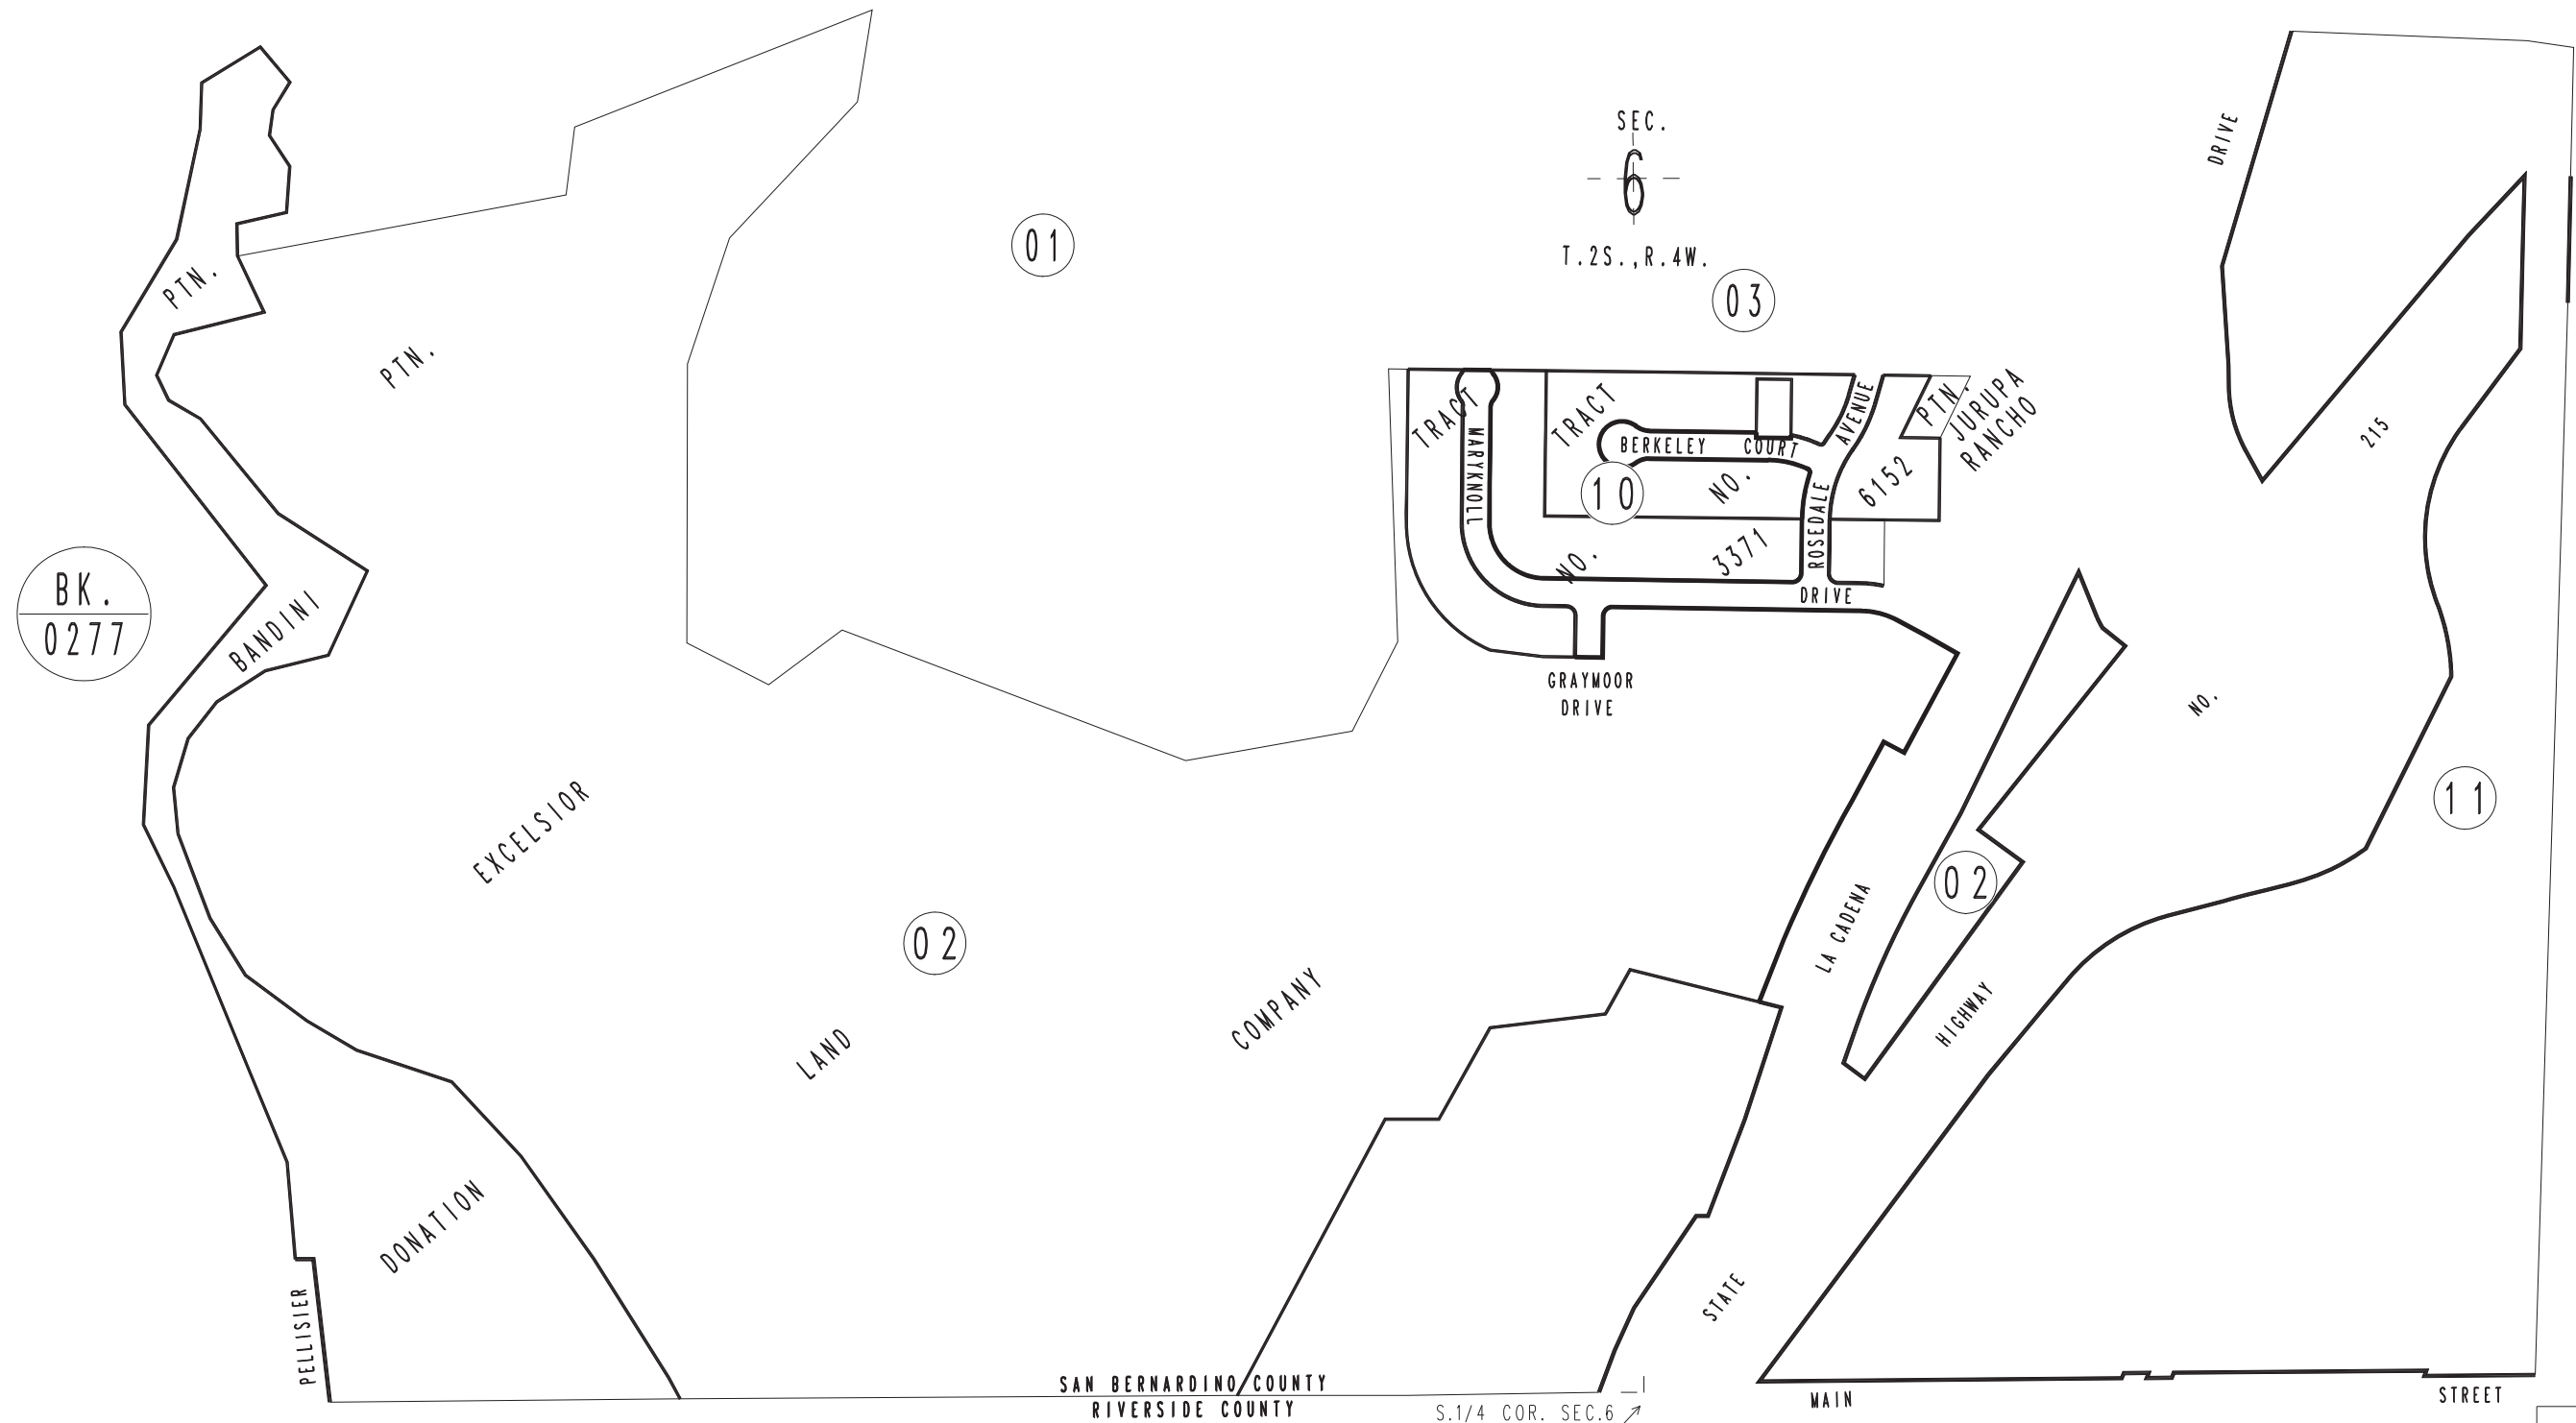 SEC.
6
T.2S.,R.4W.
DRIVE
01
03
PTN.
PTN.
TRACT
TRACT
AVENUE
PTN.
JURUPA
RANCHO
MARYKNOLL
BERKELEY COURT
215
10
NO.
6152
ROSEDALE
NO.
3371
DRIVE
BK.
0277
BANDINI
GRAYMOOR
DRIVE
NO.
11
EXCELSIOR
02
LA CADENA
02
LAND
COMPANY
HIGHWAY
DONATION
STATE
PELLISIER
SAN BERNARDINO COUNTY
RIVERSIDE COUNTY
S.1/4 COR. SEC.6
MAIN
STREET